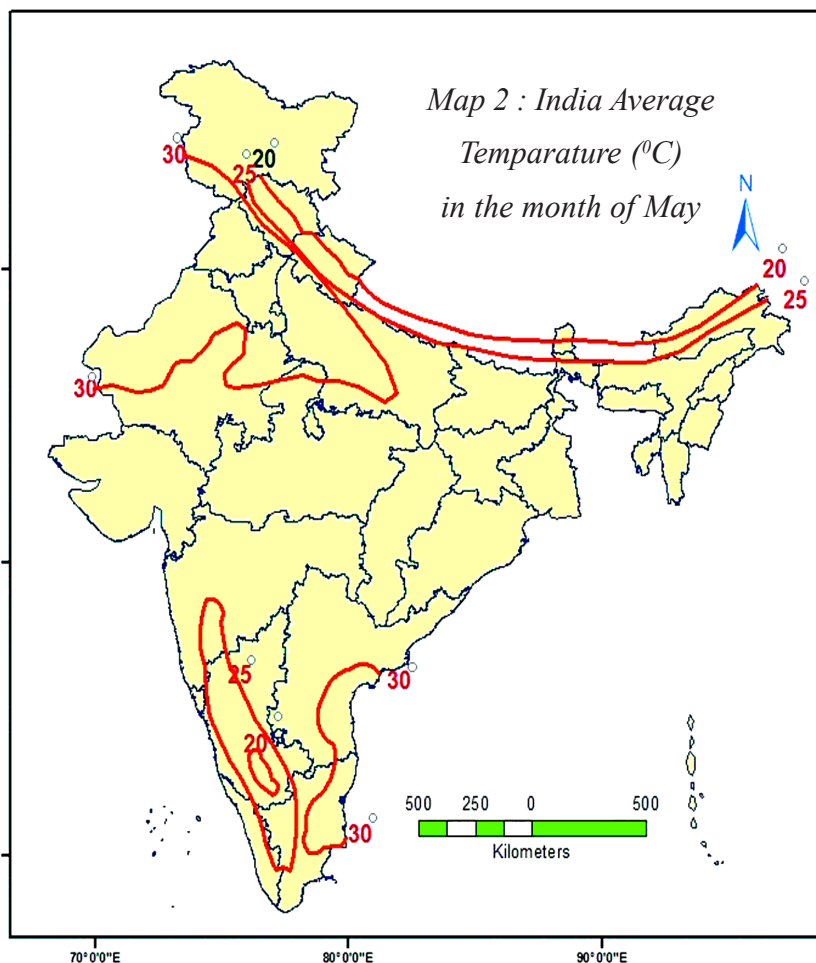 Map 2 : India Average
Temparature (⁰C)
in the month of May
N
30°
25°
20°
20°
25°
30°
25°
20°
30°
30°
500 250 0 500
Kilometers
70°0'0"E 80°0'0"E 90°0'0"E